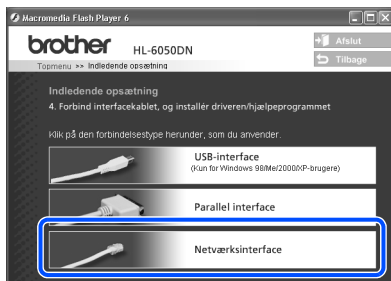 Macromedia Flash Player 6
brother HL-6050DN
Afslut
Topmenu >> Indledende opsætning
Tilbage
Indledende opsætning
4. Forbind interfacekablet, og installér driveren/hjælpeprogrammet
Klik på den forbindelsestype herunder, som du anvender.
USB-interface
(Kun for Windows 98/Me/2000/XP-brugere)
Parallel interface
Netværksinterface